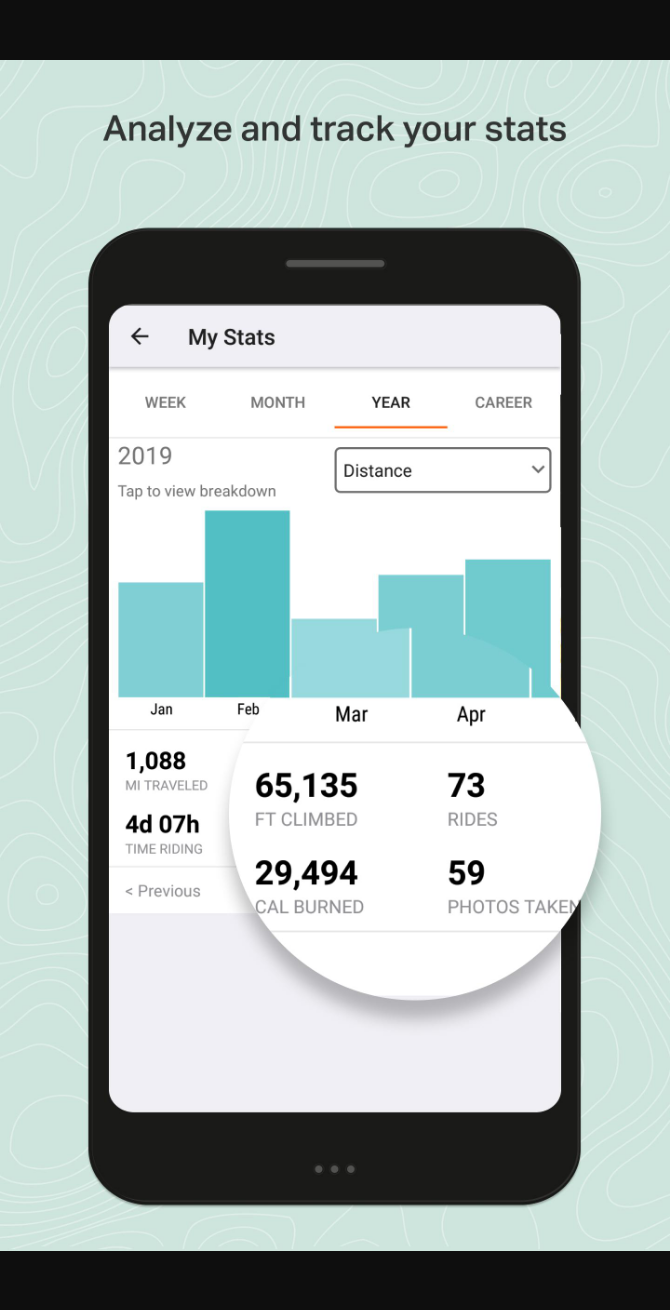 Analyze and track your stats
My Stats
WEEK MONTH YEAR CAREER
2019
Distance
Tap to view breakdown
Jan Feb Mar Apr
1,088
MI TRAVELED
4d 07h
TIME RIDING
65,135
FT CLIMBED
73
RIDES
29,494
CAL BURNED
59
PHOTOS TAKEN
< Previous